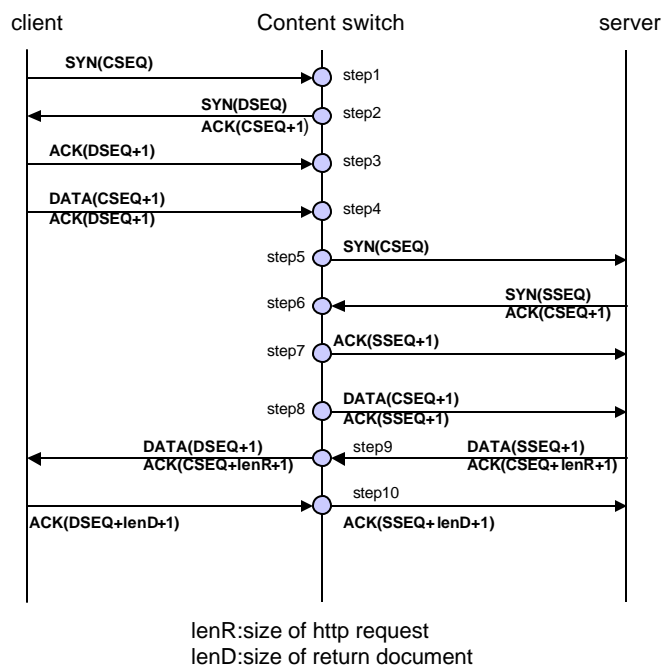 client Content switch server
SYN(CSEQ)
step1
SYN(DSEQ)
step2
ACK(CSEQ+1)
ACK(DSEQ+1)
step3
DATA(CSEQ+1)
step4
ACK(DSEQ+1)
SYN(CSEQ)
step5
SYN(SSEQ)
step6
ACK(CSEQ+1)
ACK(SSEQ+1)
step7
DATA(CSEQ+1)
step8
ACK(SSEQ+1)
DATA(DSEQ+1) step9 DATA(SSEQ+1)
ACK(CSEQ+lenR+1) ACK(CSEQ+lenR+1)
step10
ACK(DSEQ+lenD+1) ACK(SSEQ+lenD+1)
lenR:size of http request
lenD:size of return document